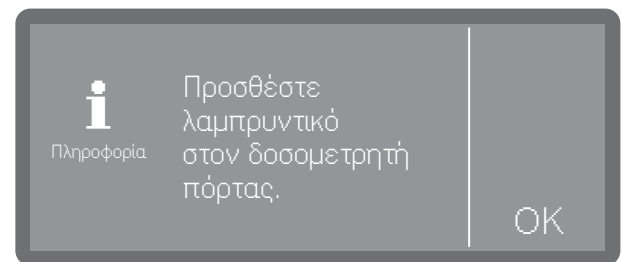 i
Πληροφορία
Προσθέστε
λαμπρυντικό
στον δοσομετρητή
πόρτας.
OK